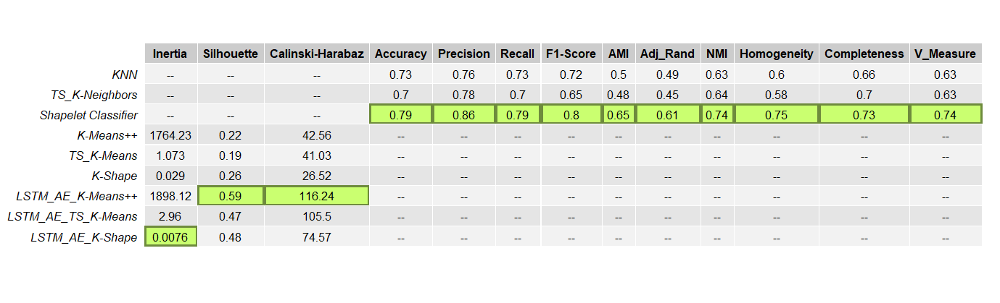 Inertia Silhouette Calinski-Harabaz Accuracy Precision Recall F1-Score AMI Adj_Rand NMI Homogeneity Completeness V_Measure
KNN -- -- -- 0.73 0.76 0.73 0.72 0.5 0.49 0.63 0.6 0.66 0.63
TS_K-Neighbors -- -- -- 0.7 0.78 0.7 0.65 0.48 0.45 0.64 0.58 0.7 0.63
Shapelet Classifier -- -- -- 0.79 0.86 0.79 0.8 0.65 0.61 0.74 0.75 0.73 0.74
K-Means++ 1764.23 0.22 42.56 -- -- -- -- -- -- -- -- -- --
TS_K-Means 1.073 0.19 41.03 -- -- -- -- -- -- -- -- -- --
K-Shape 0.029 0.26 26.52 -- -- -- -- -- -- -- -- -- --
LSTM_AE_K-Means++ 1898.12 0.59 116.24 -- -- -- -- -- -- -- -- -- --
LSTM_AE_TS_K-Means 2.96 0.47 105.5 -- -- -- -- -- -- -- -- -- --
LSTM_AE_K-Shape 0.0076 0.48 74.57 -- -- -- -- -- -- -- -- -- --